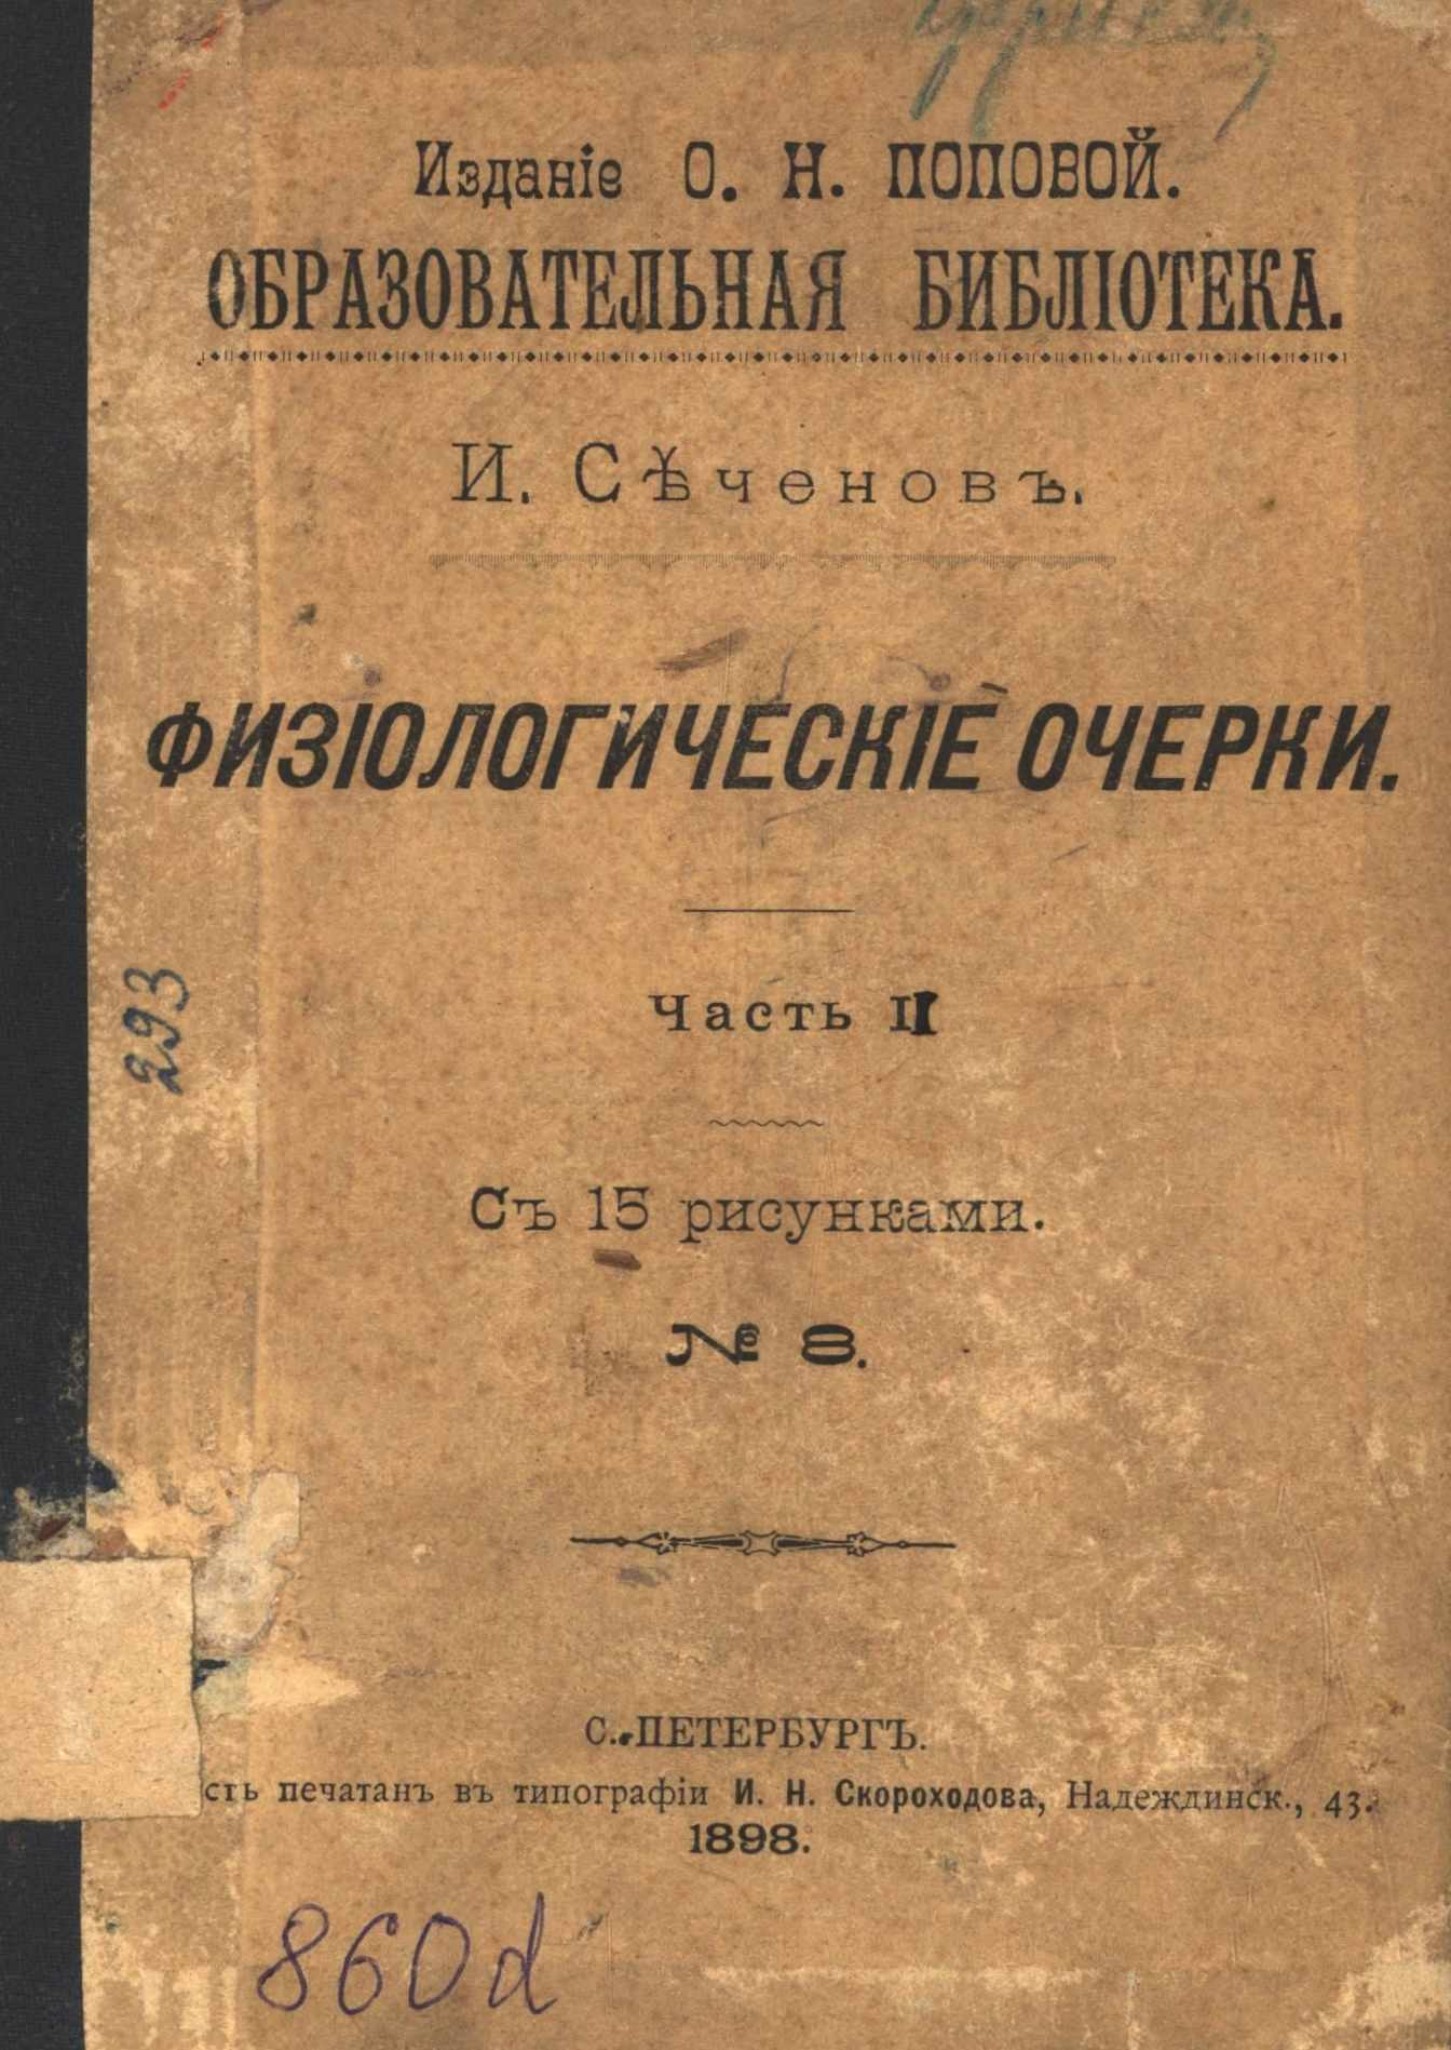 Изданіе О. Н. ПОПОВОЙ.
ОБРАЗОВАТЕЛЬНАЯ БИБЛІОТЕКА.
И. Сѣченовъ.
ФИЗІОЛОГИЧЕСКІЕ ОЧЕРКИ.
293
Часть II
Съ 15 рисунками.
№ 8.
С.-ПЕТЕРБУРГЪ.
сть печатанъ въ типографіи И. Н. Скороходова, Надеждинск., 43.
1898.
860d